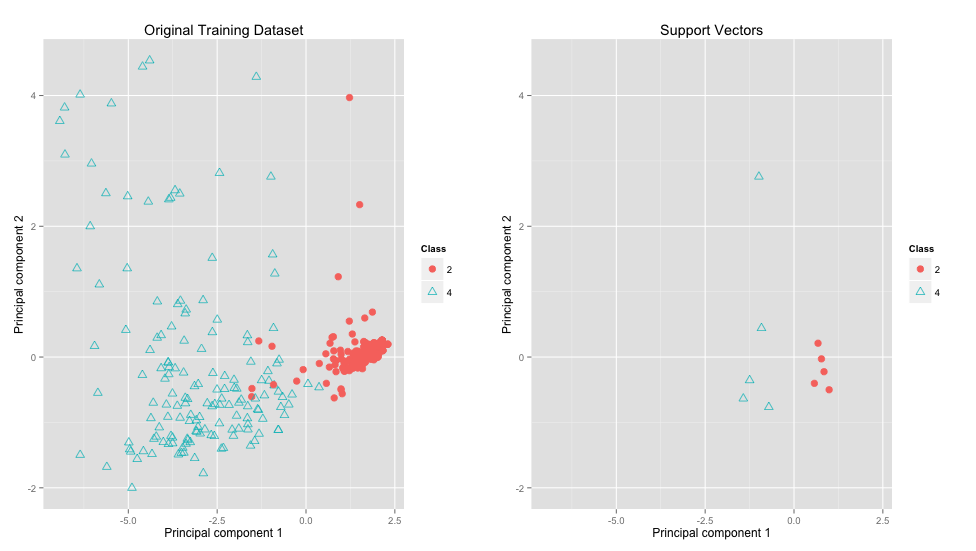 Original Training Dataset
Principal component 2
4
2
0
-2
-5.0
-2.5
0.0
2.5
Principal component 1
Class
2
4
Support Vectors
Principal component 2
4
2
0
-2
-5.0
-2.5
0.0
2.5
Principal component 1
Class
2
4